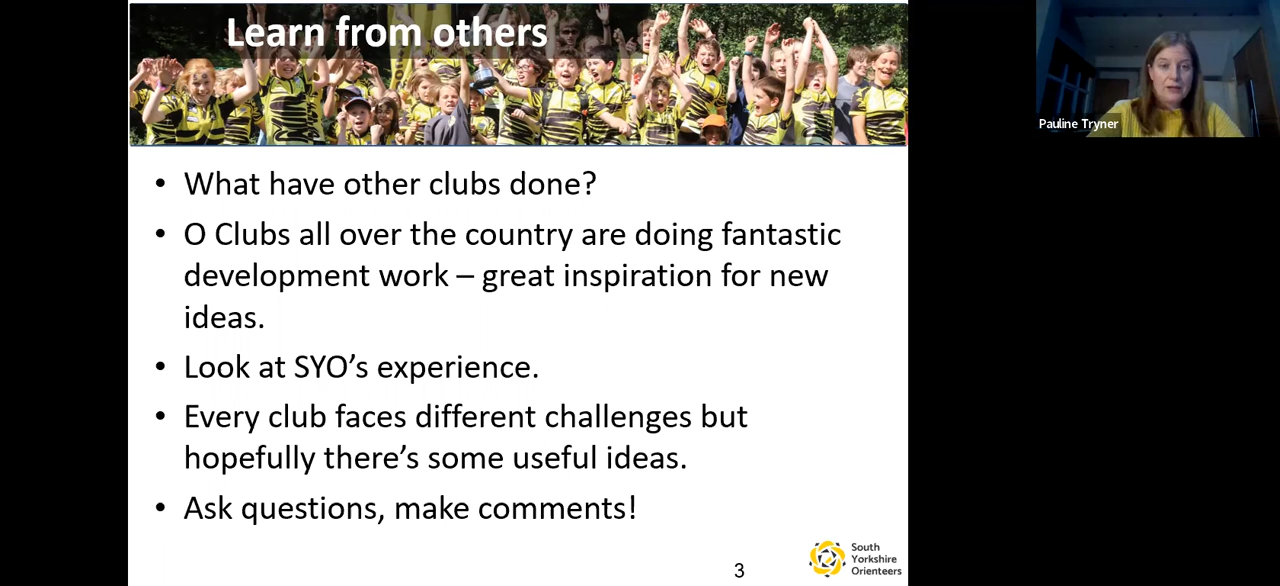 Learn from others
Pauline Tryner
• What have other clubs done?
• O Clubs all over the country are doing fantastic
development work – great inspiration for new
ideas.
• Look at SYO’s experience.
• Every club faces different challenges but
hopefully there’s some useful ideas.
• Ask questions, make comments!
3
South
Yorkshire
Orienteers